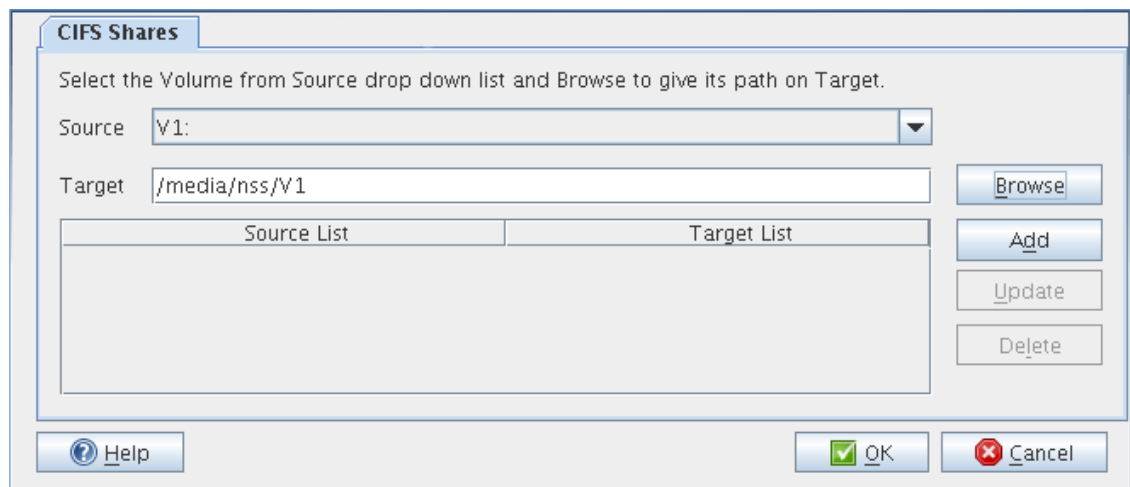 CIFS Shares
Select the Volume from Source drop down list and Browse to give its path on Target.
Source V1:
Target /media/nss/V1 Browse
Source List Target List Add
Update
Delete
Help OK Cancel